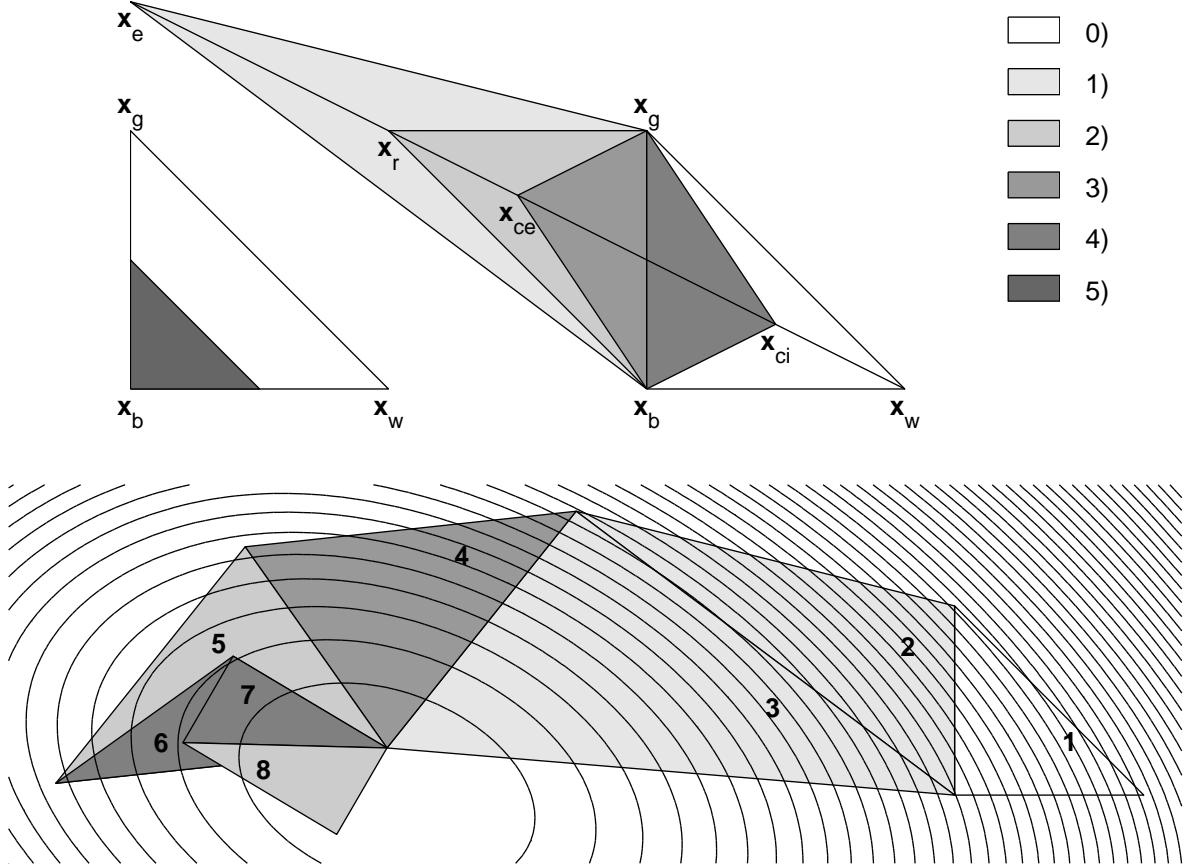 x_e
x_g
x_b
x_w
x_g
x_r
x_ce
x_ci
x_b
x_w
0)
1)
2)
3)
4)
5)
1
2
3
4
5
6
7
8